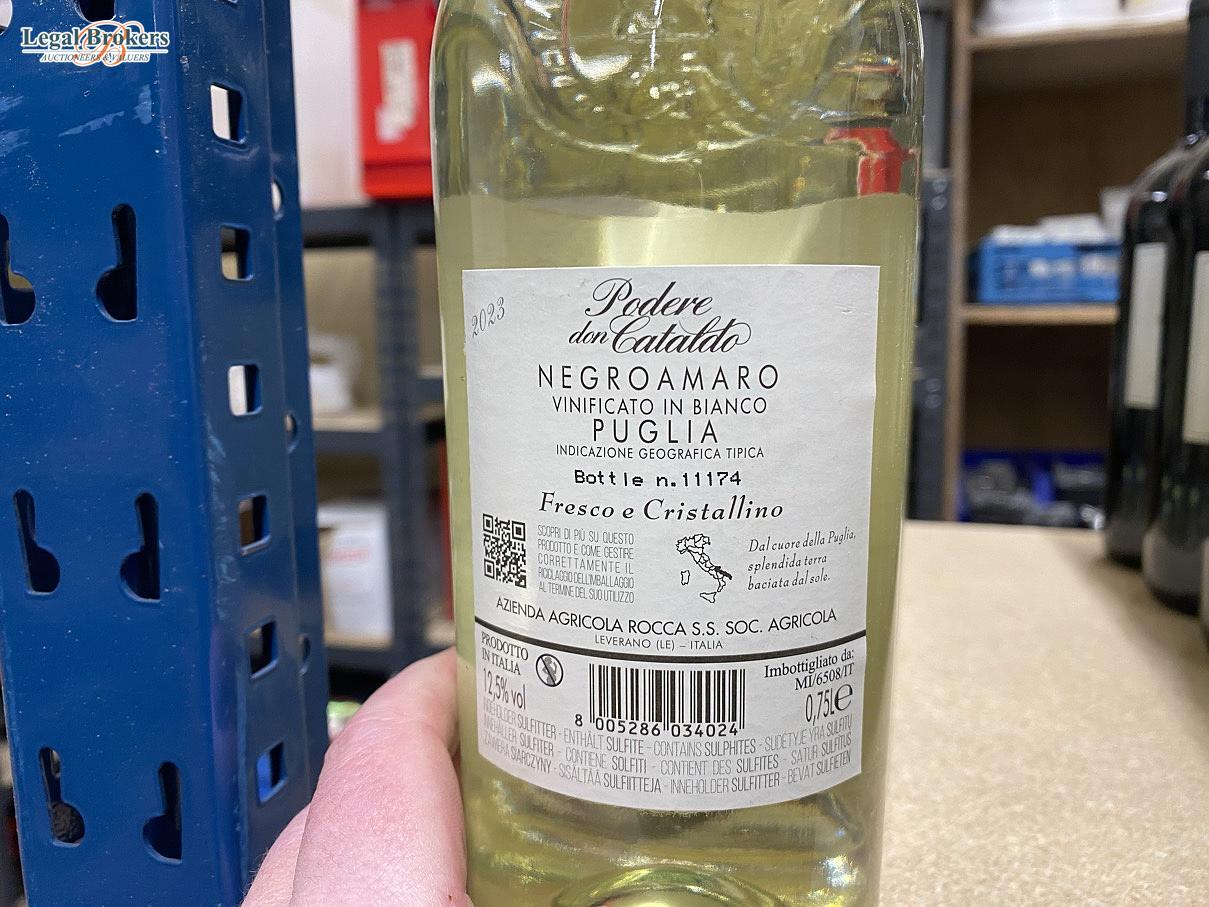 Legal Brokers
AUCTIONEERS & VALUERS
2023
Podere
don Cataldo
NEGROAMARO
VINIFICATO IN BIANCO
PUGLIA
INDICAZIONE GEOGRAFICA TIPICA
Bottle n.11174
Fresco e Cristallino
SCOPRI DI PIÙ SU QUESTO
PRODOTTO E COME GESTIRE
CORRETTAMENTE IL
RICICLAGGIO DELL'IMBALLAGGIO
AL TERMINE DEL SUO UTILIZZO
Dal cuore della Puglia,
splendida terra
baciata dal sole.
AZIENDA AGRICOLA ROCCA S.S. SOC. AGRICOLA
LEVERANO (LE) – ITALIA
PRODOTTO
IN ITALIA
12,5% vol
Imbottigliato da:
MI/6508/IT
0,75L e
8 005286 034024
INDEHOLDER SULFITTER - ENTHÄLT SULFITE - CONTAINS SULPHITES - SUDĖTYJE YRA SULFITŲ
INNEHÅLLER SULFITER - CONTIENE SOLFITI - CONTIENT DES SULFITES - SATUR SULFITUS
ZAWIERA SIARCZYNY - SISÄLTÄÄ SULFIITTEJA - INNEHOLDER SULFITTER - BEVAT SULFIETEN